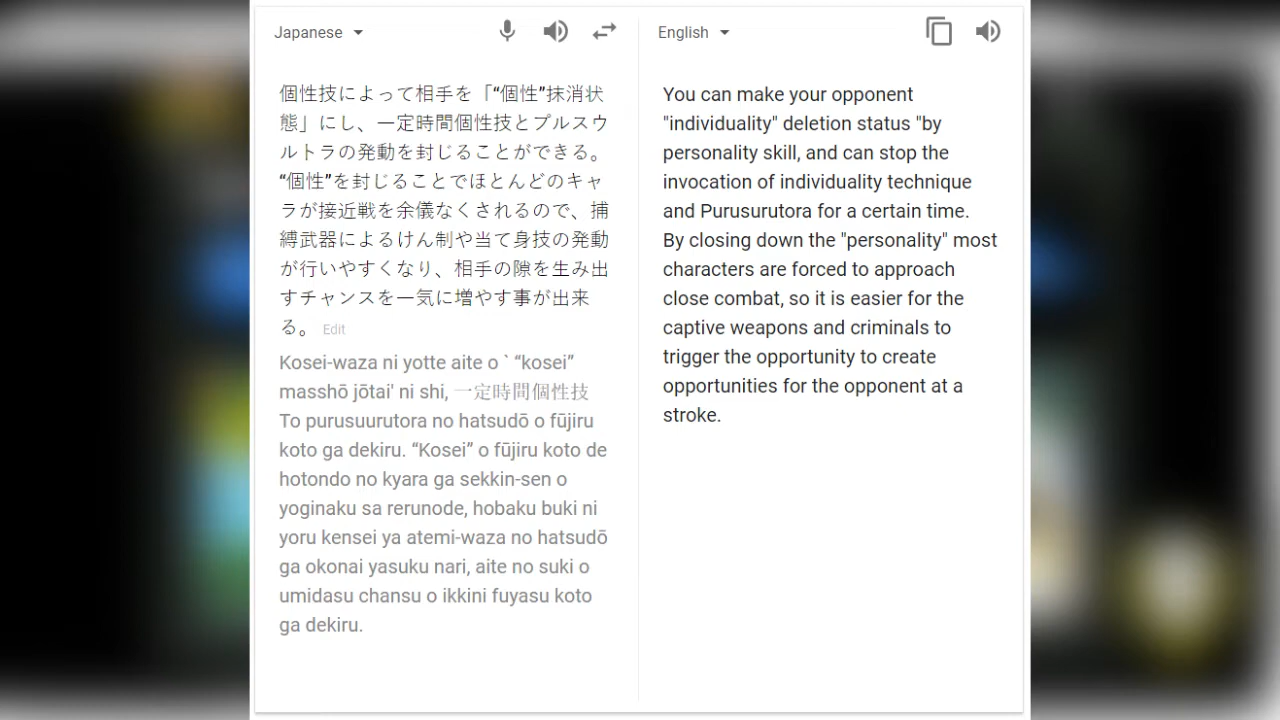 Japanese
English
個性技によって相手を「“個性”抹消状
態」にし、一定時間個性技とプルスウ
ルトラの発動を封じることができる。
“個性”を封じることでほとんどのキャ
ラが接近戦を余儀なくされるので、捕
縛武器によるけん制や当て身技の発動
が行いやすくなり、相手の隙を生み出
すチャンスを一気に増やす事が出来
る。 Edit
Kosei-waza ni yotte aite o ` “kosei”
masshō jōtai' ni shi, 一定時間個性技
To purusuurutora no hatsudō o fūjiru
koto ga dekiru. “Kosei” o fūjiru koto de
hotondo no kyara ga sekkin-sen o
yoginaku sa rerunode, hobaku buki ni
yoru kensei ya atemi-waza no hatsudō
ga okonai yasuku nari, aite no suki o
umidasu chansu o ikkini fuyasu koto
ga dekiru.
You can make your opponent
"individuality" deletion status "by
personality skill, and can stop the
invocation of individuality technique
and Purusurutora for a certain time.
By closing down the "personality" most
characters are forced to approach
close combat, so it is easier for the
captive weapons and criminals to
trigger the opportunity to create
opportunities for the opponent at a
stroke.